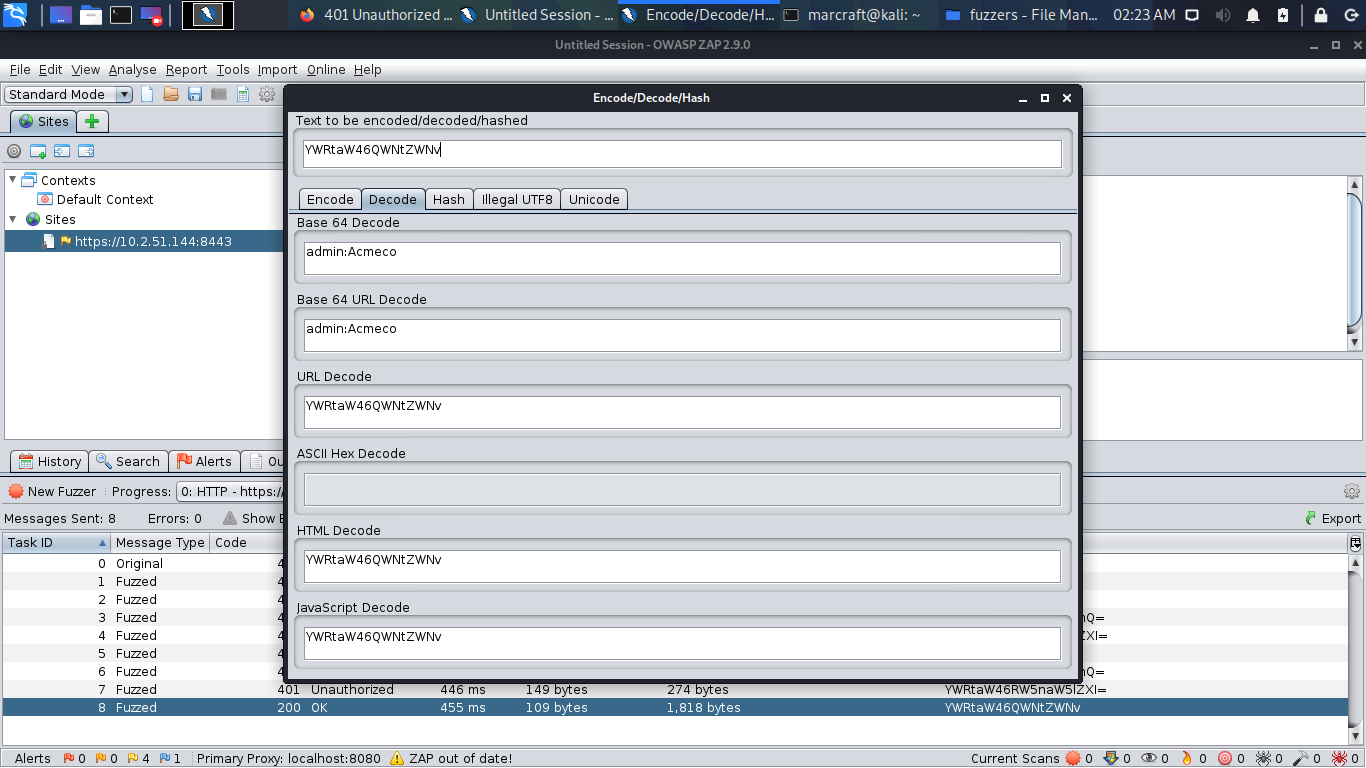 401 Unauthorized ...
Untitled Session - ...
Encode/Decode/H...
marcraft@kali: ~
fuzzers - File Man...
02:23 AM
Untitled Session - OWASP ZAP 2.9.0
File Edit View Analyse Report Tools Import Online Help
Standard Mode
Sites
Contexts
Default Context
Sites
https://10.2.51.144:8443
Encode/Decode/Hash
Text to be encoded/decoded/hashed
YWRtaW46QWNtZWNv
Encode Decode Hash Illegal UTF8 Unicode
Base 64 Decode
admin:Acmeco
Base 64 URL Decode
admin:Acmeco
URL Decode
YWRtaW46QWNtZWNv
ASCII Hex Decode
HTML Decode
YWRtaW46QWNtZWNv
JavaScript Decode
YWRtaW46QWNtZWNv
History Search Alerts Ou
New Fuzzer Progress: 0: HTTP - https:/
Messages Sent: 8 Errors: 0 Show E
Export
Task ID Message Type Code
0 Original 4
1 Fuzzed 4
2 Fuzzed 4
3 Fuzzed 4 Q=
4 Fuzzed 4 ZXI=
5 Fuzzed 4
6 Fuzzed 4 Q=
7 Fuzzed 401 Unauthorized 446 ms 149 bytes 274 bytes YWRtaW46RW5naW5lZXI=
8 Fuzzed 200 OK 455 ms 109 bytes 1,818 bytes YWRtaW46QWNtZWNv
Alerts 0 0 4 1 Primary Proxy: localhost:8080 ZAP out of date! Current Scans 0 0 0 0 0 0 0 0